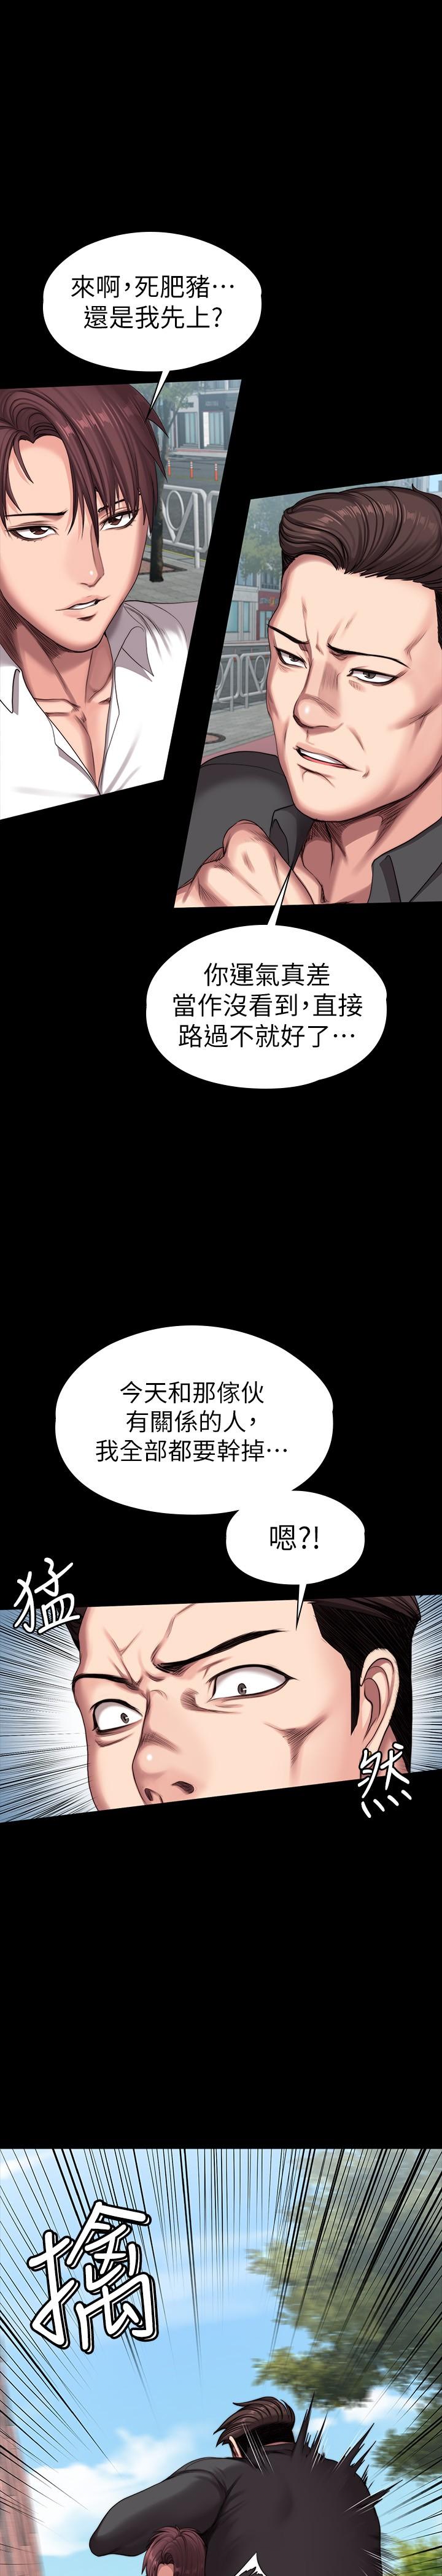 來啊,死肥豬⋯
還是我先上?
你運氣真差
當作沒看到,直接
路過不就好了⋯
今天和那傢伙
有關係的人,
我全部都要幹掉⋯
嗯?!
猛
然
擒